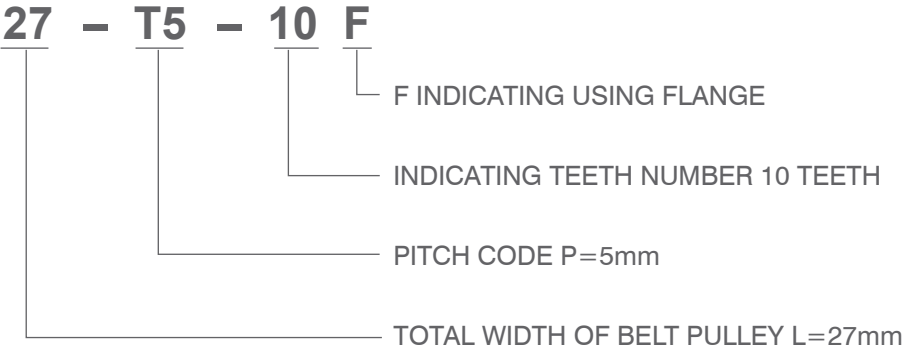 27 – T5 – 10 F
F INDICATING USING FLANGE
INDICATING TEETH NUMBER 10 TEETH
PITCH CODE P=5mm
TOTAL WIDTH OF BELT PULLEY L=27mm